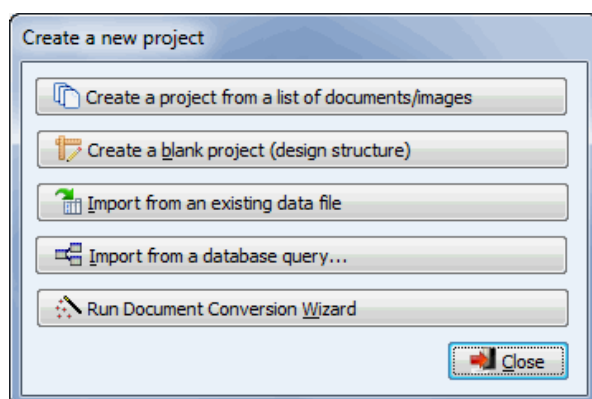 Create a new project
Create a project from a list of documents/images
Create a blank project (design structure)
Import from an existing data file
Import from a database query...
Run Document Conversion Wizard
Close